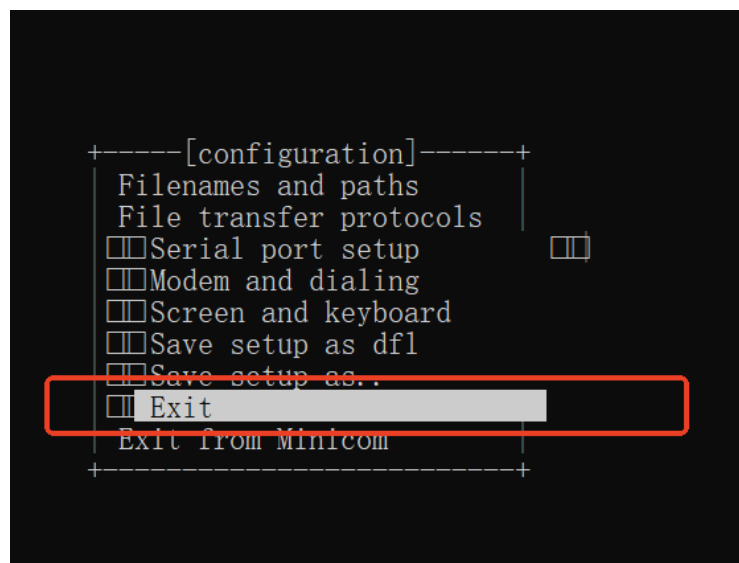 +-----[configuration]------+
Filenames and paths
File transfer protocols
□□□Serial port setup □□□
□□□Modem and dialing
□□□Screen and keyboard
□□□Save setup as dfl
□□□Save setup as..
□□ Exit
Exit from Minicom
+--------------------------+